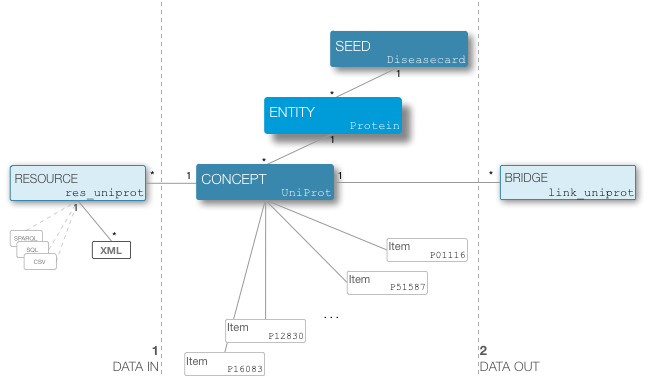 SEED
Diseasecard
1
*
ENTITY
Protein
1
*
RESOURCE
res_uniprot
*
1
CONCEPT
UniProt
1
*
BRIDGE
link_uniprot
1
*
SPARQL
SQL
CSV
XML
Item
P01116
Item
P51587
...
Item
P12830
Item
P16083
1
DATA IN
2
DATA OUT